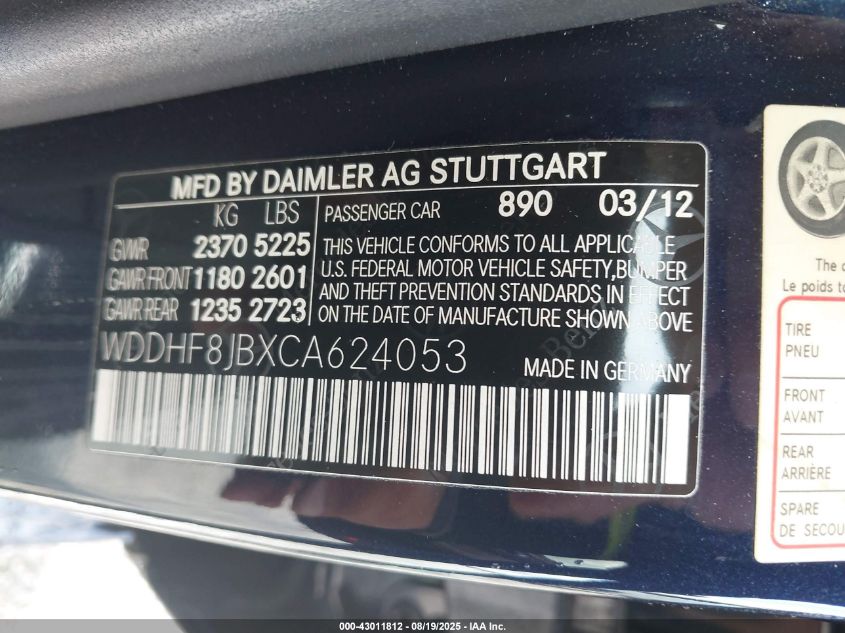 MFD BY DAIMLER AG STUTTGART
KG LBS
GVWR 2370 5225
GAWR FRONT 1180 2601
GAWR REAR 1235 2723
PASSENGER CAR 890 03/12
THIS VEHICLE CONFORMS TO ALL APPLICABLE
U.S. FEDERAL MOTOR VEHICLE SAFETY, BUMPER
AND THEFT PREVENTION STANDARDS IN EFFECT
ON THE DATE OF MANUFACTURE SHOWN ABOVE
WDDHF8JBXCA624053
MADE IN GERMANY
The c
Le poids to
TIRE
PNEU
FRONT
AVANT
REAR
ARRIÈRE
SPARE
DE SECOU
000-43011812 - 08/19/2025 - IAA Inc.